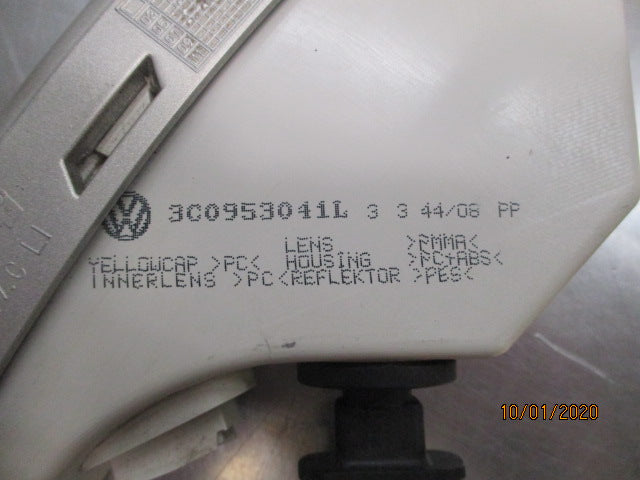 3C0953041L 3 3 44/08 PP
LENS >PMMA<
YELLOWCAP >PC< HOUSING >PC+ABS<
INNERLENS >PC< REFLEKTOR >PES<
10/01/2020